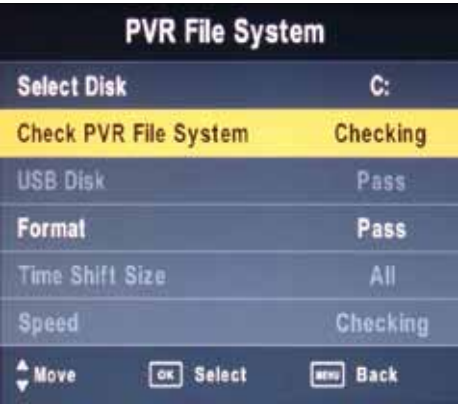 PVR File System
Select Disk C:
Check PVR File System Checking
USB Disk Pass
Format Pass
Time Shift Size All
Speed Checking
Move OK Select MENU Back